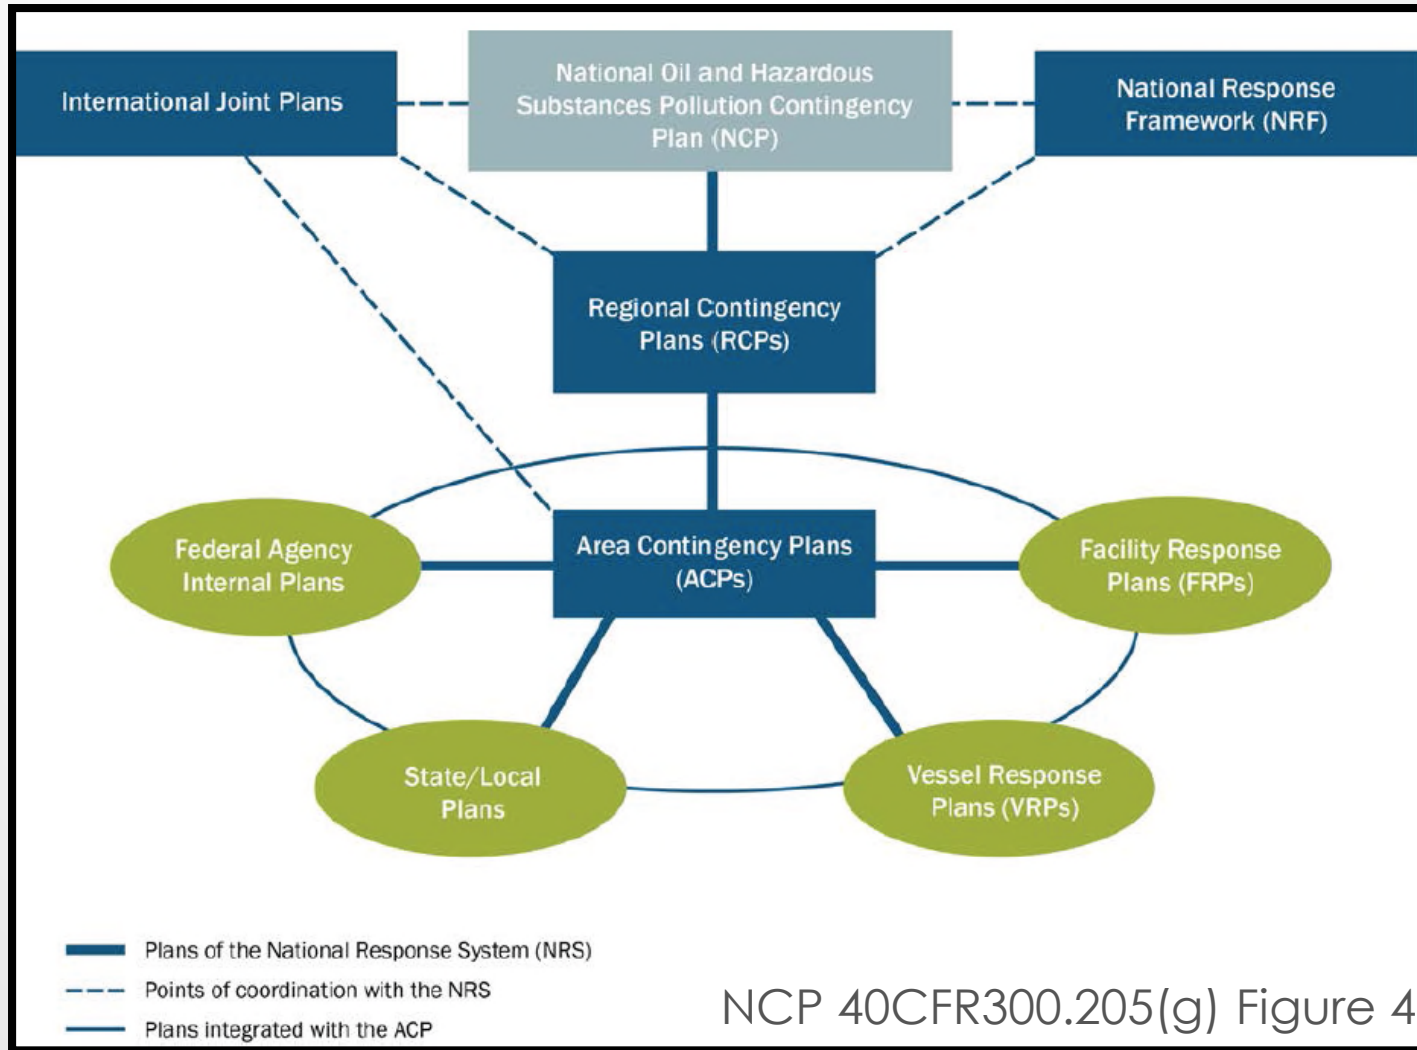 International Joint Plans
National Oil and Hazardous
Substances Pollution Contingency
Plan (NCP)
National Response
Framework (NRF)
Regional Contingency
Plans (RCPs)
Federal Agency
Internal Plans
Area Contingency Plans
(ACPs)
Facility Response
Plans (FRPs)
State/Local
Plans
Vessel Response
Plans (VRPs)
Plans of the National Response System (NRS)
Points of coordination with the NRS
Plans integrated with the ACP
NCP 40CFR300.205(g) Figure 4